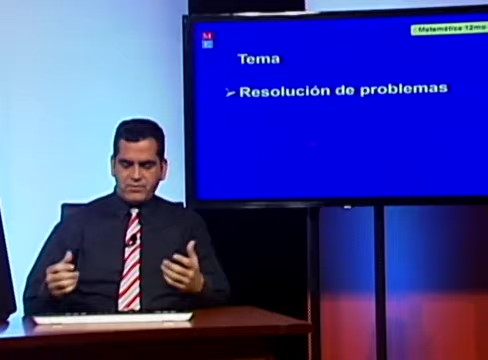 M
E
Matemática 12mo
Tema
➢ Resolución de problemas